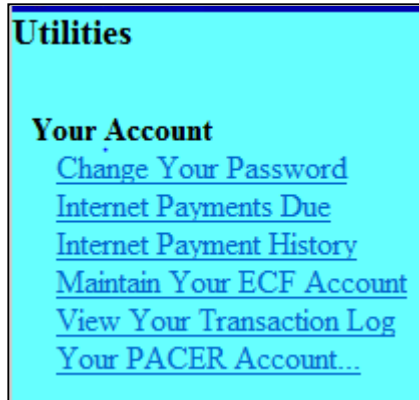 Utilities
Your Account
Change Your Password
Internet Payments Due
Internet Payment History
Maintain Your ECF Account
View Your Transaction Log
Your PACER Account...